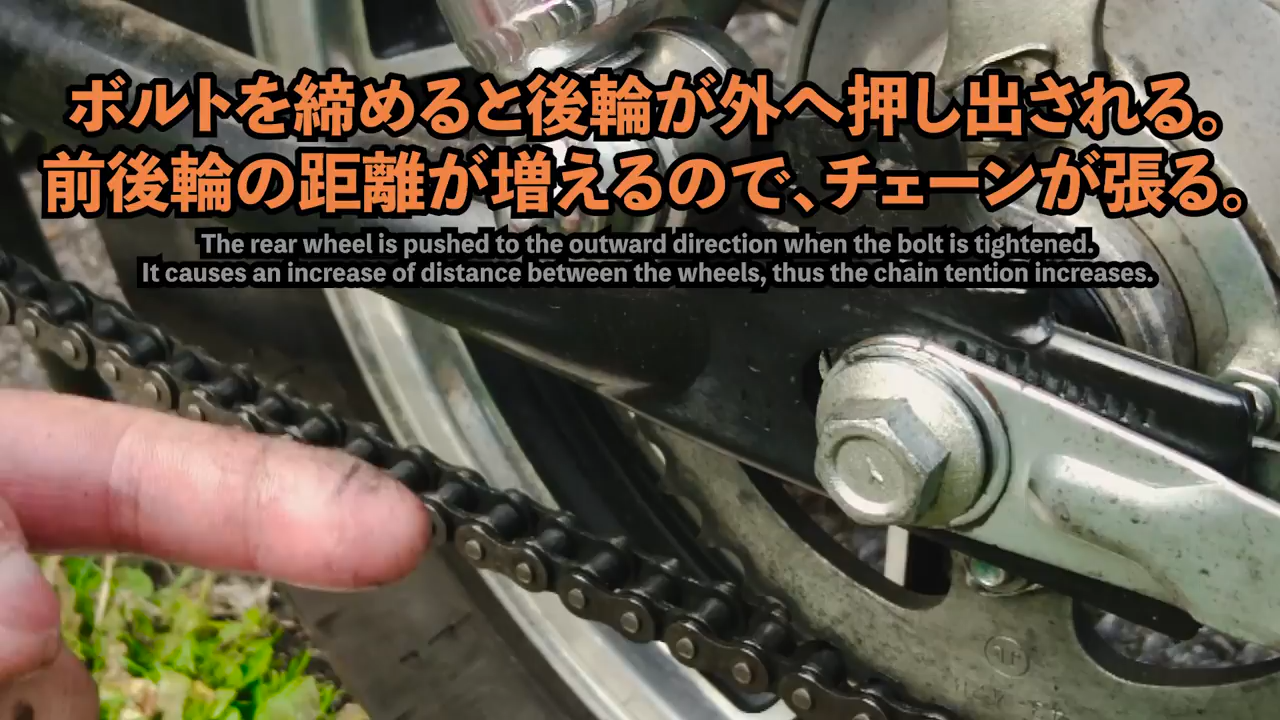 ボルトを締めると後輪が外へ押し出される。
前後輪の距離が増えるので、チェーンが張る。
The rear wheel is pushed to the outward direction when the bolt is tightened.
It causes an increase of distance between the wheels, thus the chain tention increases.